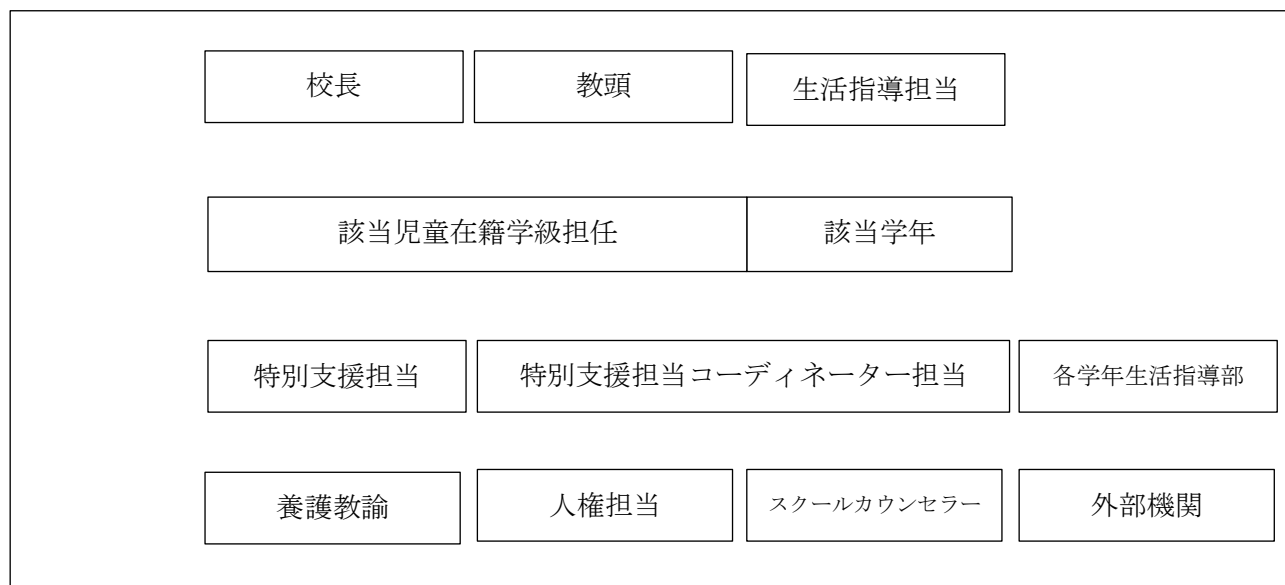 校長
教頭
生活指導担当
該当児童在籍学級担任
該当学年
特別支援担当
特別支援担当コーディネーター担当
各学年生活指導部
養護教諭
人権担当
スクールカウンセラー
外部機関